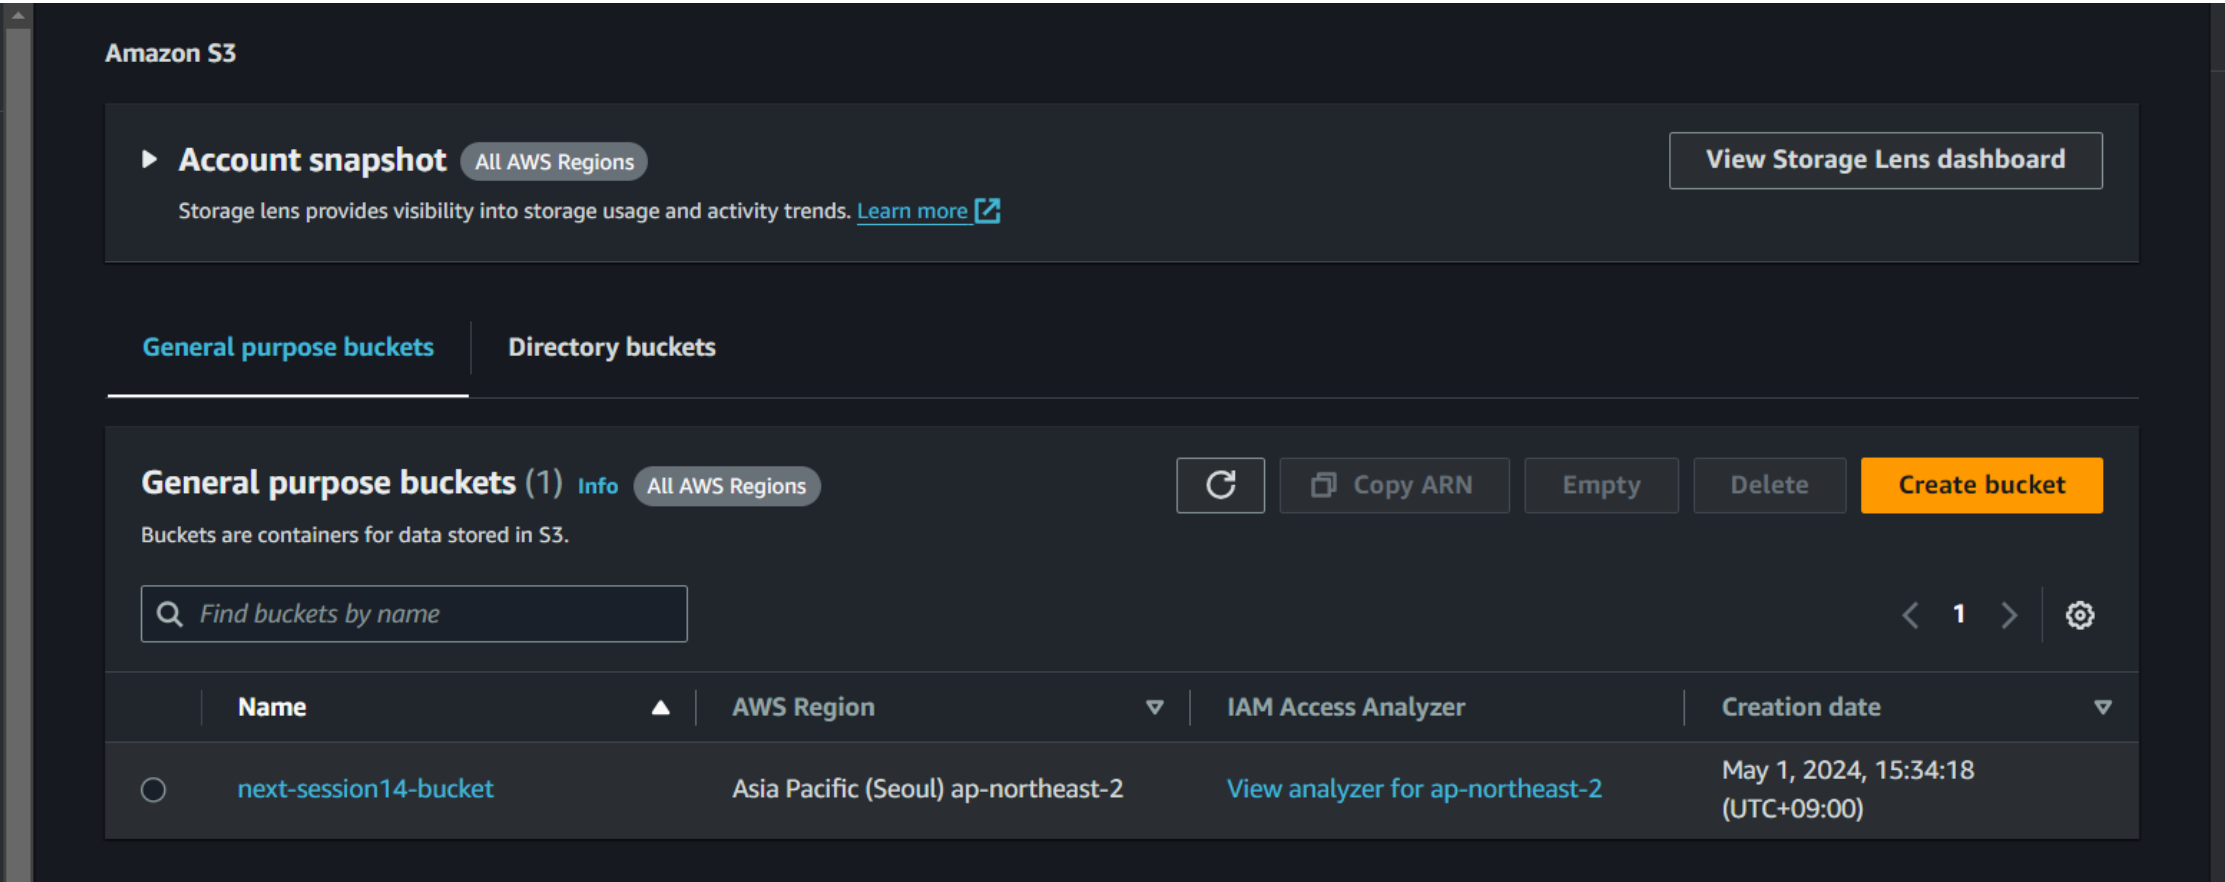 Amazon S3
Account snapshot All AWS Regions
View Storage Lens dashboard
Storage lens provides visibility into storage usage and activity trends. Learn more
General purpose buckets
Directory buckets
General purpose buckets (1) Info All AWS Regions
Copy ARN
Empty
Delete
Create bucket
Buckets are containers for data stored in S3.
Find buckets by name
1
Name
AWS Region
IAM Access Analyzer
Creation date
next-session14-bucket
Asia Pacific (Seoul) ap-northeast-2
View analyzer for ap-northeast-2
May 1, 2024, 15:34:18
(UTC+09:00)